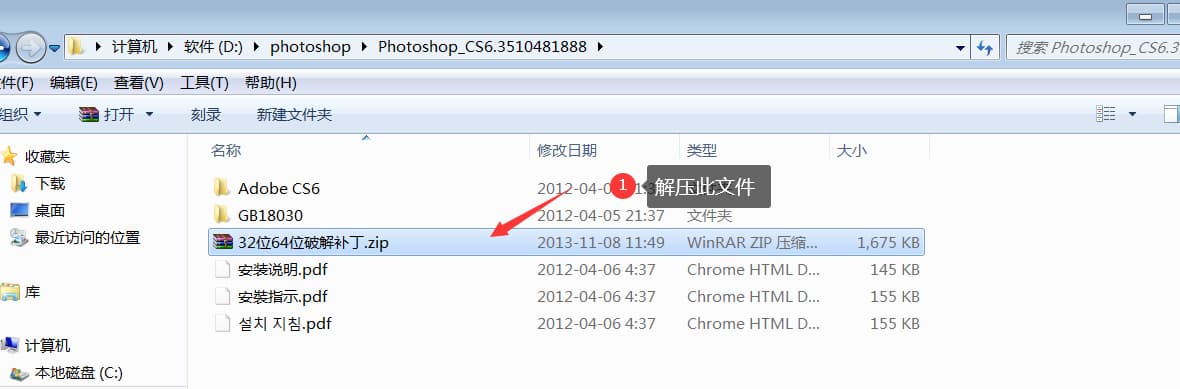 计算机 软件 (D:) photoshop Photoshop_CS6.3510481888 搜索 Photoshop_CS6.3
件(F) 编辑(E) 查看(V) 工具(T) 帮助(H)
组织 打开 刻录 新建文件夹
名称 修改日期 类型 大小
收藏夹
下载
桌面
最近访问的位置
库
计算机
本地磁盘 (C:)
Adobe CS6 2012-04-0
1 解压此文件
GB18030 2012-04-05 21:37 文件夹
32位64位破解补丁.zip 2013-11-08 11:49 WinRAR ZIP 压缩... 1,675 KB
安装说明.pdf 2012-04-06 4:37 Chrome HTML D... 145 KB
安裝指示.pdf 2012-04-06 4:37 Chrome HTML D... 155 KB
설치 지침.pdf 2012-04-06 4:37 Chrome HTML D... 155 KB